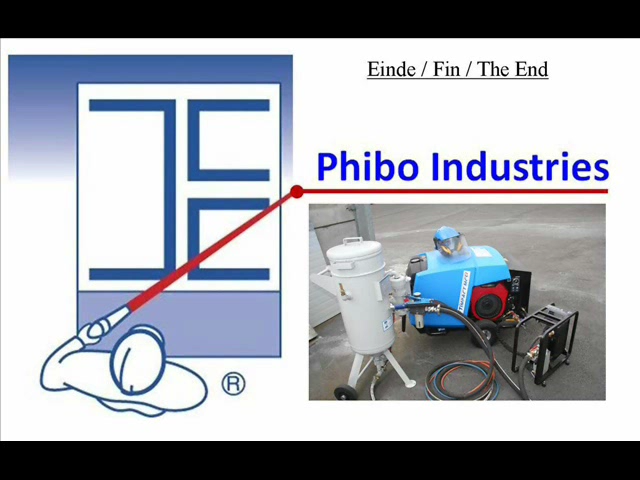 Einde / Fin / The End
Phibo Industries
®